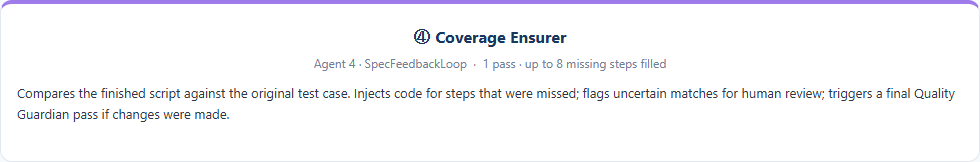 ④ Coverage Ensurer
Agent 4 · SpecFeedbackLoop · 1 pass · up to 8 missing steps filled
Compares the finished script against the original test case. Injects code for steps that were missed; flags uncertain matches for human review; triggers a final Quality
Guardian pass if changes were made.